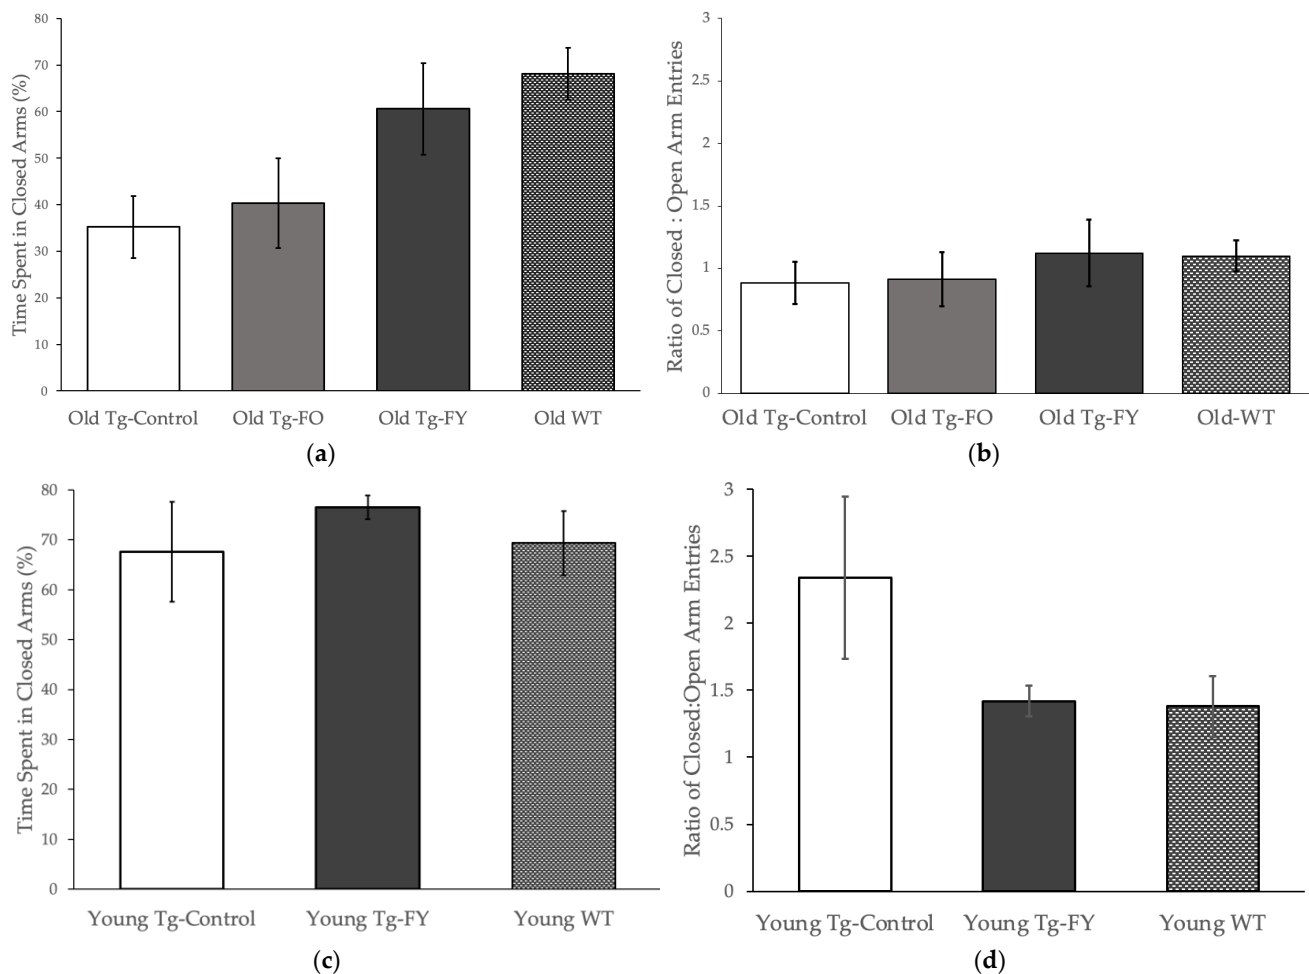 Time Spent in Closed Arms (%)
80
70
60
50
40
30
20
10
0
Old Tg-Control
Old Tg-FO
Old Tg-FY
Old WT
(a)
Ratio of Closed : Open Arm Entries
3
2.5
2
1.5
1
0.5
0
Old Tg-Control
Old Tg-FO
Old Tg-FY
Old-WT
(b)
Time Spent in Closed Arms (%)
80
70
60
50
40
30
20
10
0
Young Tg-Control
Young Tg-FY
Young WT
(c)
Ratio of Closed:Open Arm Entries
3
2.5
2
1.5
1
0.5
0
Young Tg-Control
Young Tg-FY
Young WT
(d)